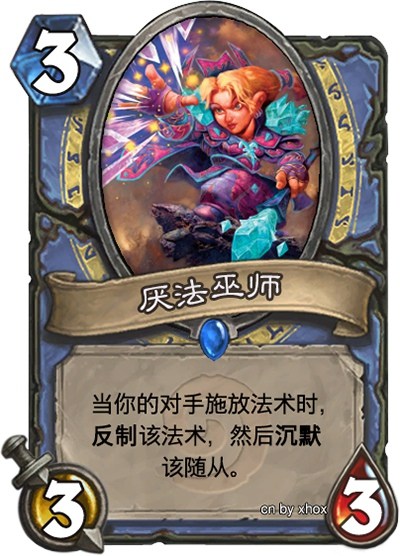 3
厌法巫师
当你的对手施放法术时,
反制该法术，然后沉默
该随从。
cn by xhox
3
3